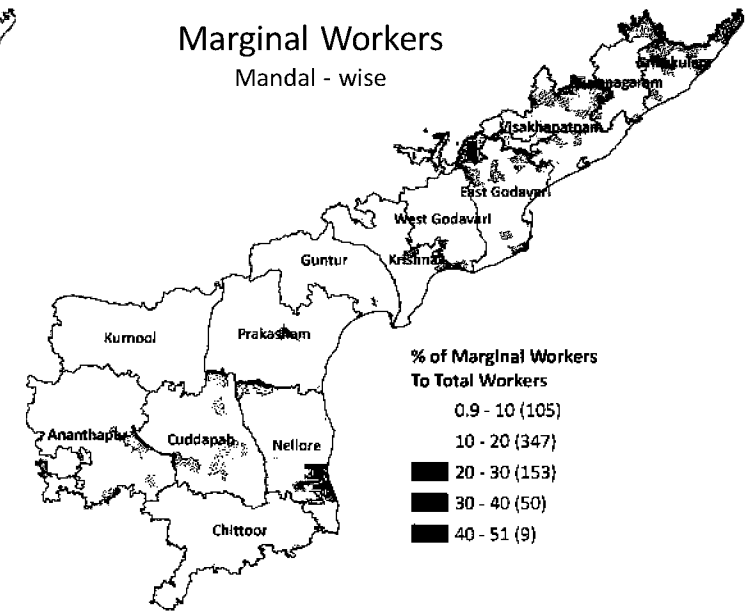 Marginal Workers
Mandal - wise
Visakhapatnam
East Godavari
West Godavari
Guntur
Krishna
Kurnool
Prakasham
% of Marginal Workers
To Total Workers
0.9 - 10 (105)
10 - 20 (347)
20 - 30 (153)
30 - 40 (50)
40 - 51 (9)
Ananthapur
Cuddapah
Nellore
Chittoor